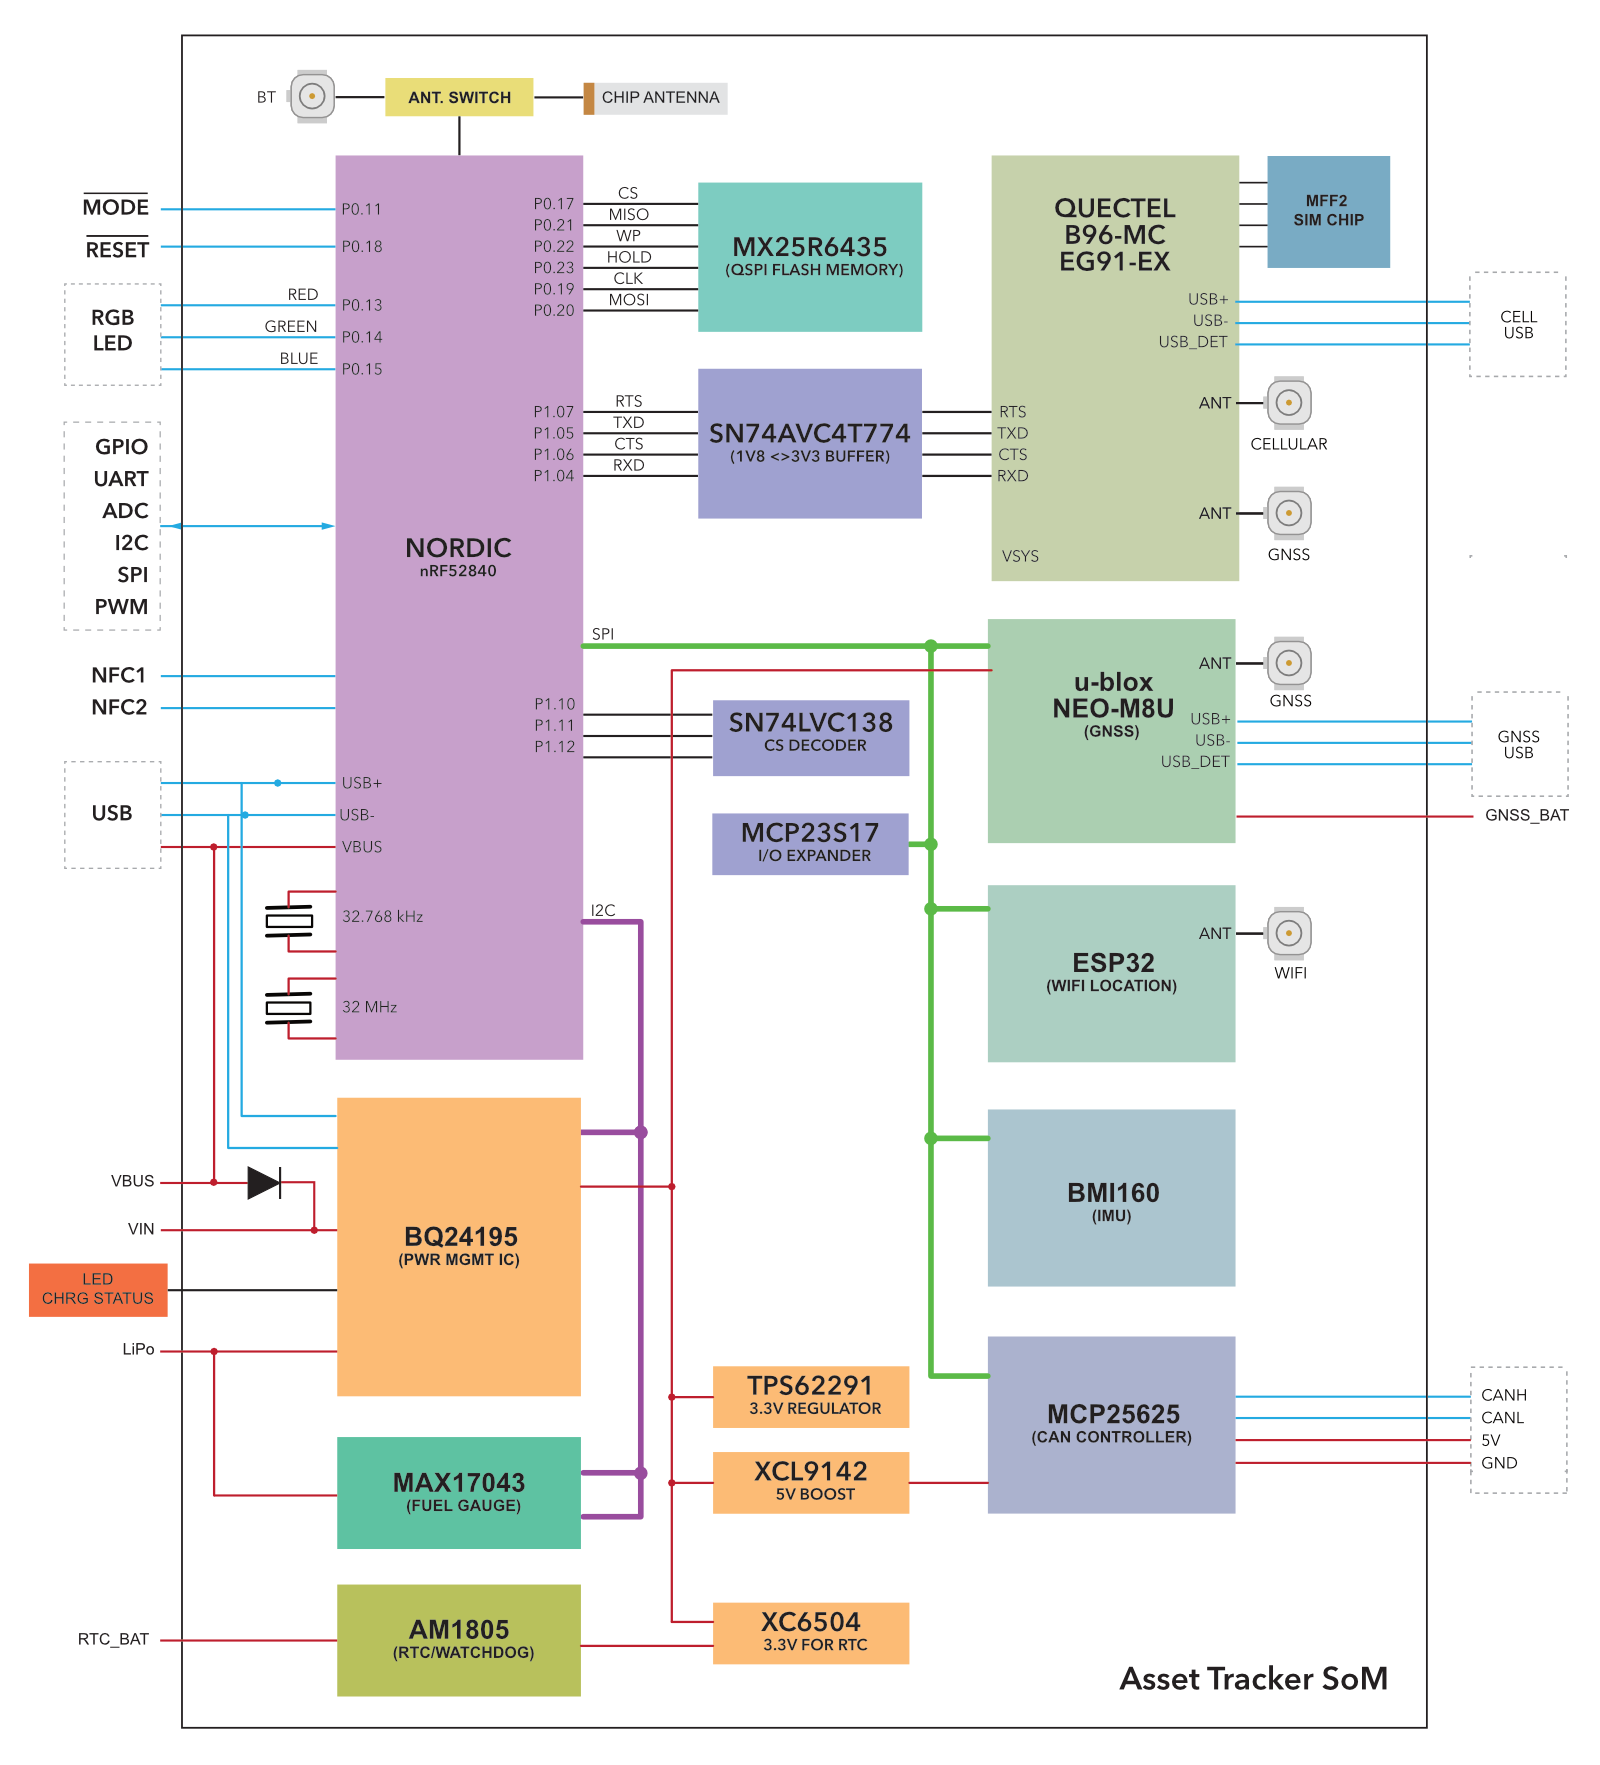 BT
ANT. SWITCH
CHIP ANTENNA
MODE
RESET
RED
RGB
LED
GREEN
BLUE
GPIO
UART
ADC
I2C
SPI
PWM
NFC1
NFC2
USB
P0.11
P0.18
P0.13
P0.14
P0.15
NORDIC
nRF52840
USB+
USB-
VBUS
32.768 kHz
32 MHz
P0.17
P0.21
P0.22
P0.23
P0.19
P0.20
CS
MISO
WP
HOLD
CLK
MOSI
MX25R6435
(QSPI FLASH MEMORY)
P1.07
P1.05
P1.06
P1.04
RTS
TXD
CTS
RXD
SN74AVC4T774
(1V8 <>3V3 BUFFER)
QUECTEL
B96-MC
EG91-EX
USB+
USB-
USB_DET
ANT
ANT
RTS
TXD
CTS
RXD
VSYS
MFF2
SIM CHIP
CELL
USB
CELLULAR
GNSS
SPI
P1.10
P1.11
P1.12
SN74LVC138
CS DECODER
MCP23S17
I/O EXPANDER
u-blox
NEO-M8U
(GNSS)
ANT
USB+
USB-
USB_DET
GNSS
GNSS
USB
GNSS_BAT
I2C
ESP32
(WIFI LOCATION)
ANT
WIFI
BMI160
(IMU)
VBUS
VIN
LED
CHRG STATUS
LiPo
BQ24195
(PWR MGMT IC)
TPS62291
3.3V REGULATOR
XCL9142
5V BOOST
MCP25625
(CAN CONTROLLER)
CANH
CANL
5V
GND
MAX17043
(FUEL GAUGE)
RTC_BAT
AM1805
(RTC/WATCHDOG)
XC6504
3.3V FOR RTC
Asset Tracker SoM